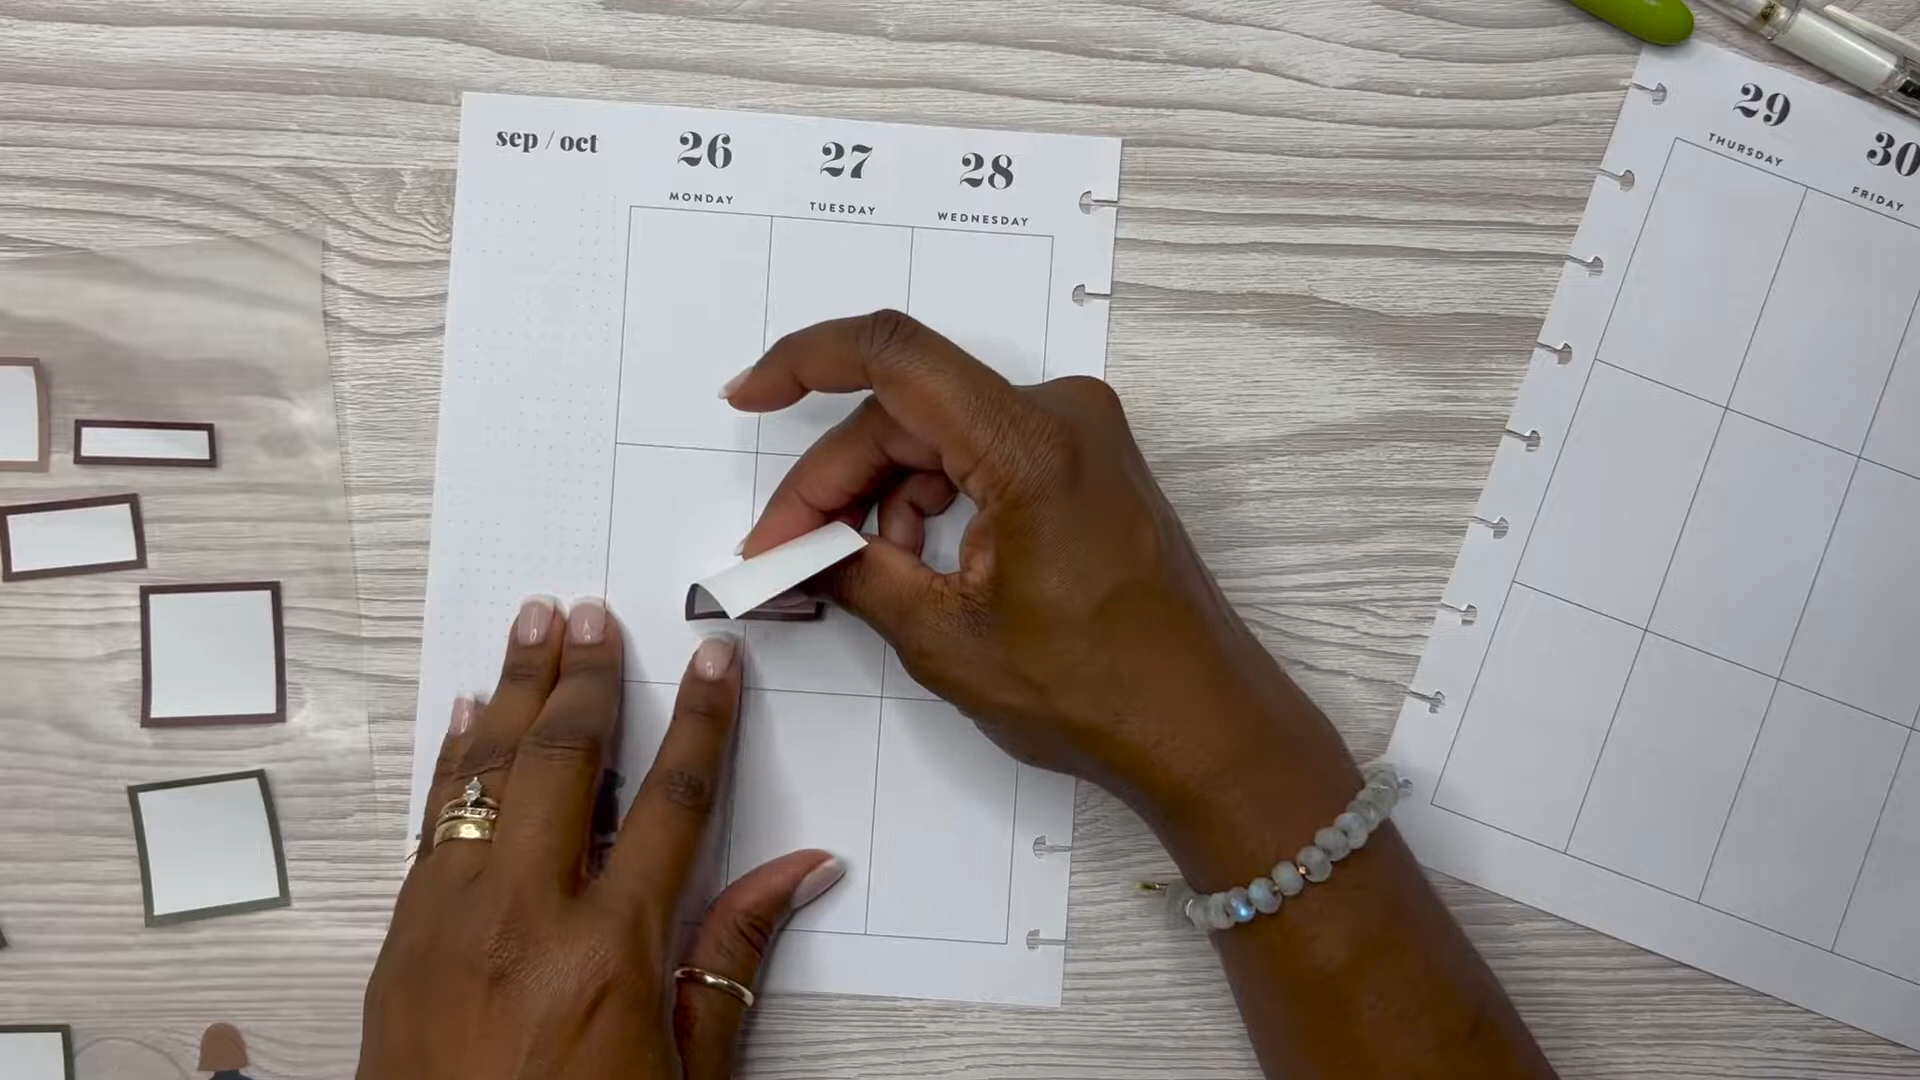 sep / oct
26
MONDAY
27
TUESDAY
28
WEDNESDAY
29
THURSDAY
30
FRIDAY